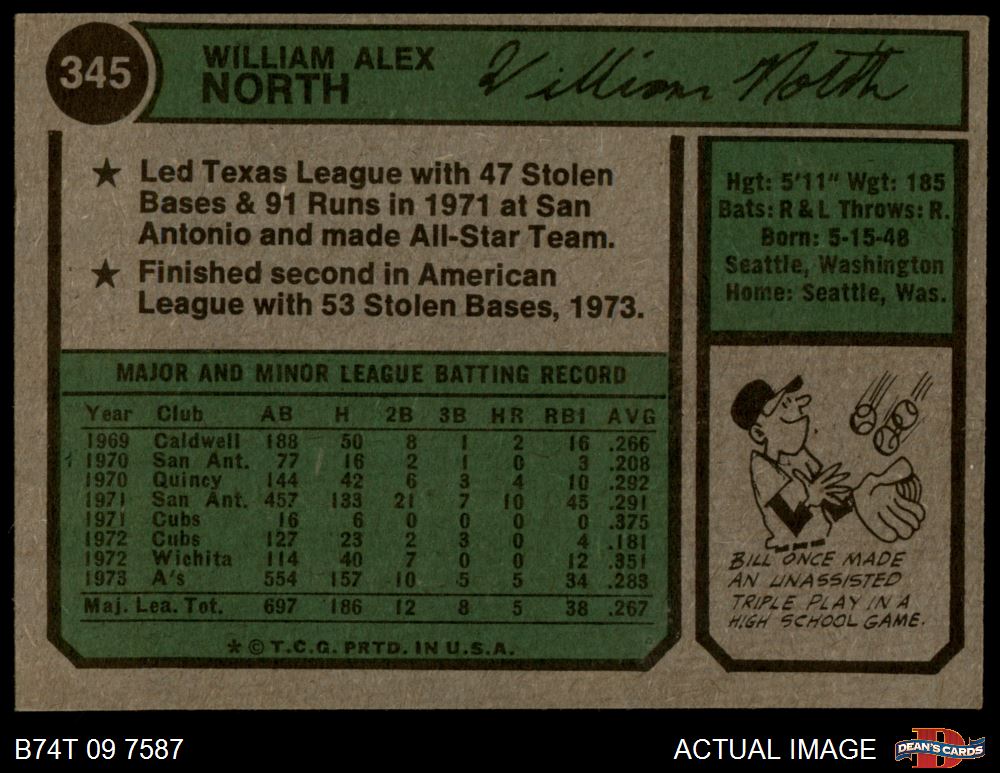 345
WILLIAM ALEX
NORTH
William North
★ Led Texas League with 47 Stolen
Bases & 91 Runs in 1971 at San
Antonio and made All-Star Team.
★ Finished second in American
League with 53 Stolen Bases, 1973.
Hgt: 5'11" Wgt: 185
Bats: R & L Throws: R.
Born: 5-15-48
Seattle, Washington
Home: Seattle, Was.
MAJOR AND MINOR LEAGUE BATTING RECORD
Year Club AB H 2B 3B HR RBI AVG
1969 Caldwell 188 50 8 1 2 16 .266
1970 San Ant. 77 16 2 1 0 3 .208
1970 Quincy 144 42 6 3 4 10 .292
1971 San Ant. 457 133 21 7 10 45 .291
1971 Cubs 16 6 0 0 0 0 .375
1972 Cubs 127 23 2 3 0 4 .181
1972 Wichita 114 40 7 0 0 12 .351
1973 A's 554 157 10 5 5 34 .283
Maj. Lea. Tot. 697 186 12 8 5 38 .267
* © T.C.G. PRTD. IN U.S.A.
BILL ONCE MADE
AN UNASSISTED
TRIPLE PLAY IN A
HIGH SCHOOL GAME.
B74T 09 7587
ACTUAL IMAGE
D
DEAN'S CARDS